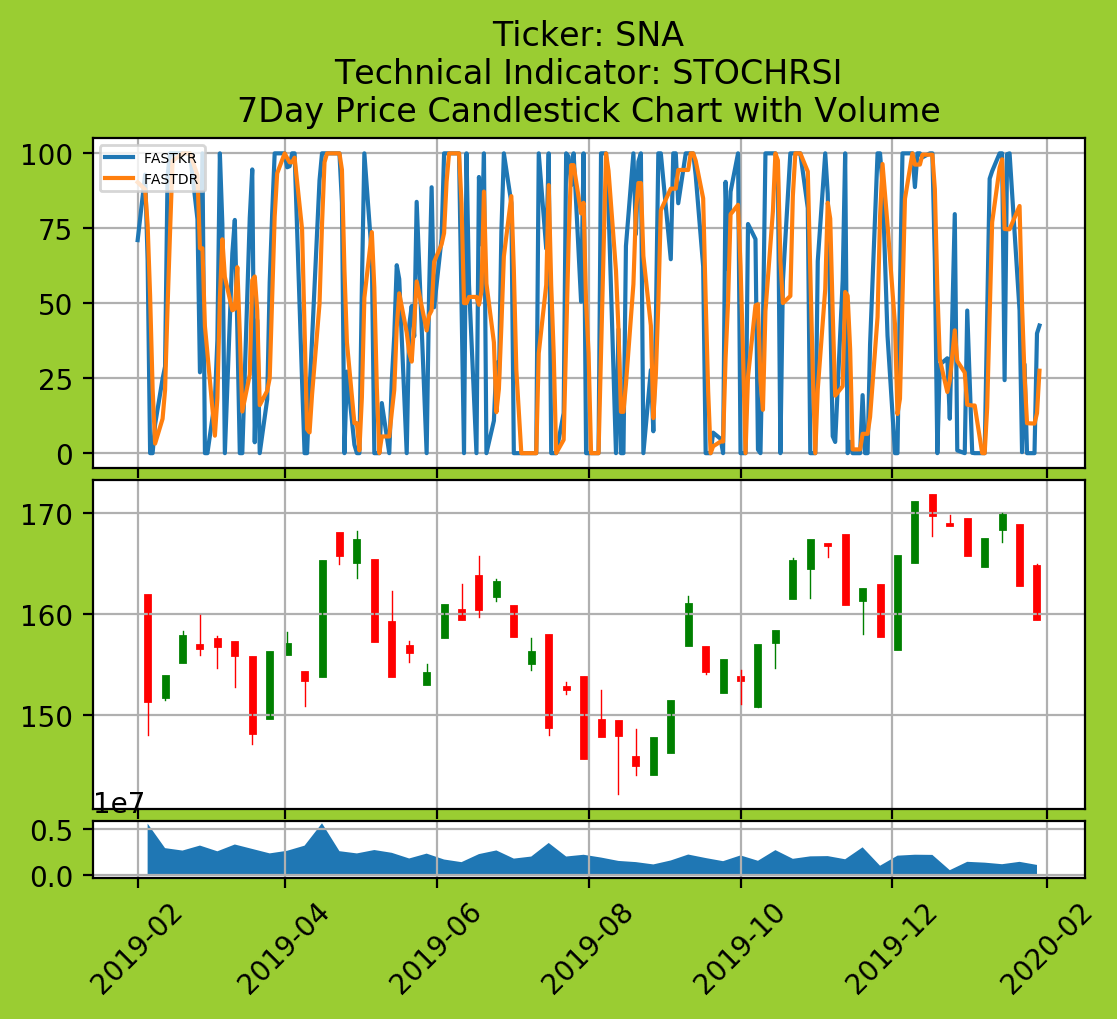 Ticker: SNA
Technical Indicator: STOCHRSI
7Day Price Candlestick Chart with Volume
FASTKR
FASTDR
100
75
50
25
0
170
160
150
1e7
0.5
0.0
2019-02
2019-04
2019-06
2019-08
2019-10
2019-12
2020-02